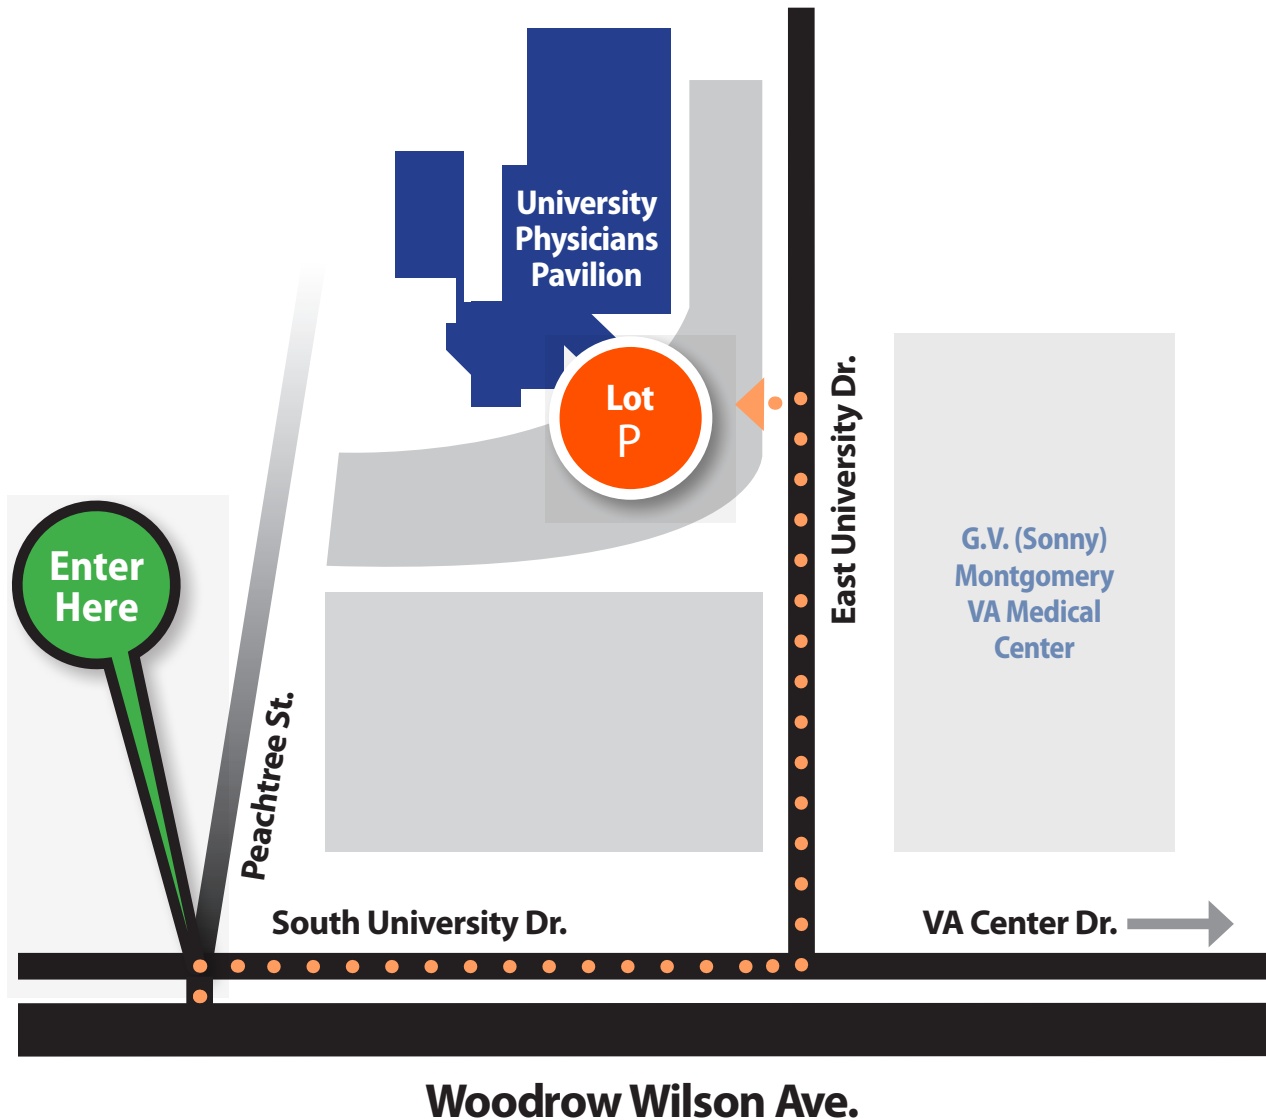 University
Physicians
Pavilion
Lot
P
East University Dr.
G.V. (Sonny)
Montgomery
VA Medical
Center
Enter
Here
Peachtree St.
South University Dr.
VA Center Dr.
Woodrow Wilson Ave.